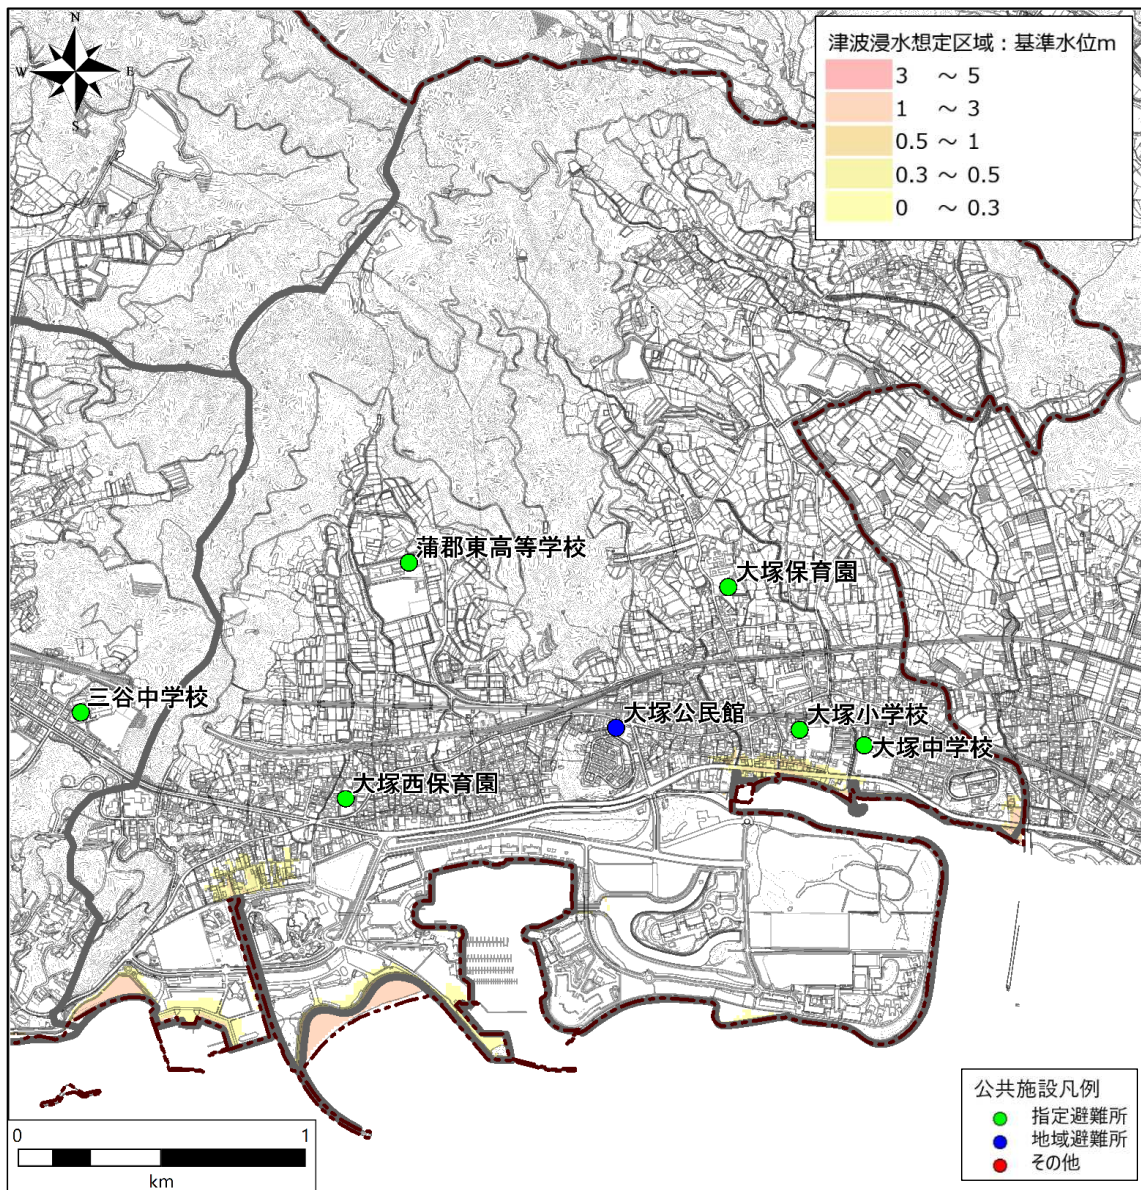 N
W E
S
津波浸水想定区域：基準水位m
3 ～ 5
1 ～ 3
0.5 ～ 1
0.3 ～ 0.5
0 ～ 0.3
蒲郡東高等学校
大塚保育園
三谷中学校
大塚公民館
大塚小学校
大塚中学校
大塚西保育園
公共施設凡例
指定避難所
地域避難所
その他
0 1
km